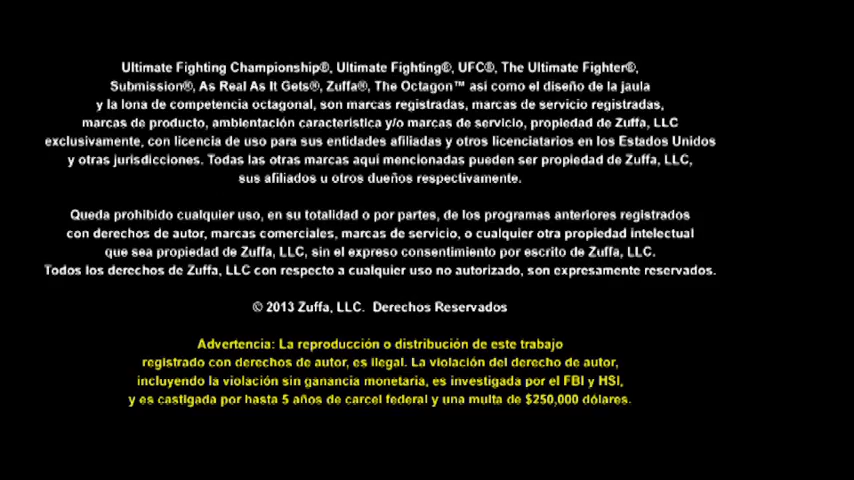 Ultimate Fighting Championship®, Ultimate Fighting®, UFC®, The Ultimate Fighter®,
Submission®, As Real As It Gets®, Zuffa®, The Octagon™ así como el diseño de la jaula
y la lona de competencia octagonal, son marcas registradas, marcas de servicio registradas,
marcas de producto, ambientación característica y/o marcas de servicio, propiedad de Zuffa, LLC
exclusivamente, con licencia de uso para sus entidades afiliadas y otros licenciatarios en los Estados Unidos
y otras jurisdicciones. Todas las otras marcas aquí mencionadas pueden ser propiedad de Zuffa, LLC,
sus afiliados u otros dueños respectivamente.
Queda prohibido cualquier uso, en su totalidad o por partes, de los programas anteriores registrados
con derechos de autor, marcas comerciales, marcas de servicio, o cualquier otra propiedad intelectual
que sea propiedad de Zuffa, LLC, sin el expreso consentimiento por escrito de Zuffa, LLC.
Todos los derechos de Zuffa, LLC con respecto a cualquier uso no autorizado, son expresamente reservados.
© 2013 Zuffa, LLC. Derechos Reservados
Advertencia: La reproducción o distribución de este trabajo
registrado con derechos de autor, es ilegal. La violación del derecho de autor,
incluyendo la violación sin ganancia monetaria, es investigada por el FBI y HSI,
y es castigada por hasta 5 años de carcel federal y una multa de $250,000 dólares.